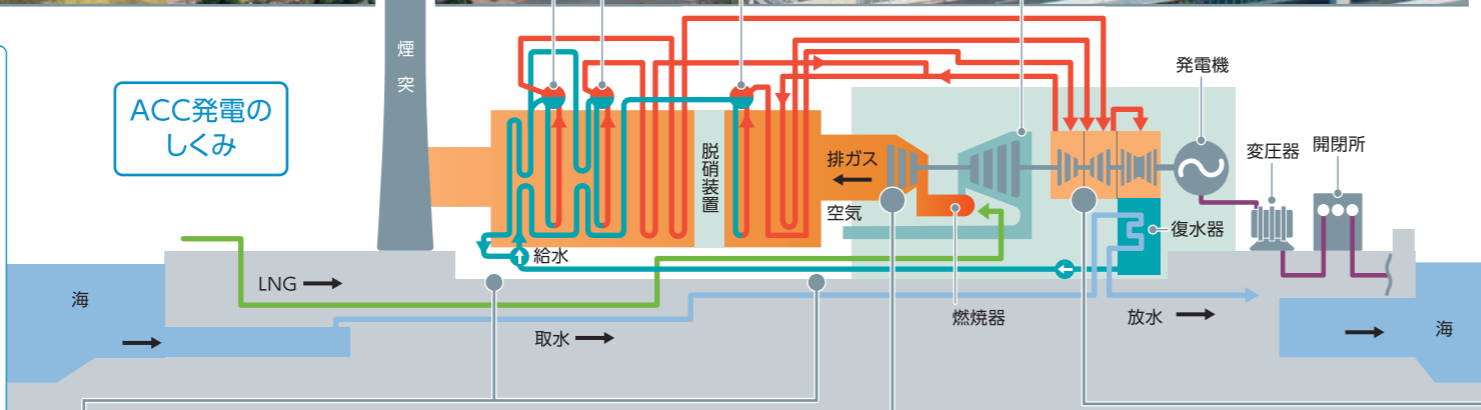 煙突
ACC発電の
しくみ
脱硝装置
排ガス
空気
給水
LNG
取水
海
燃焼器
復水器
発電機
変圧器
開閉所
放水
海